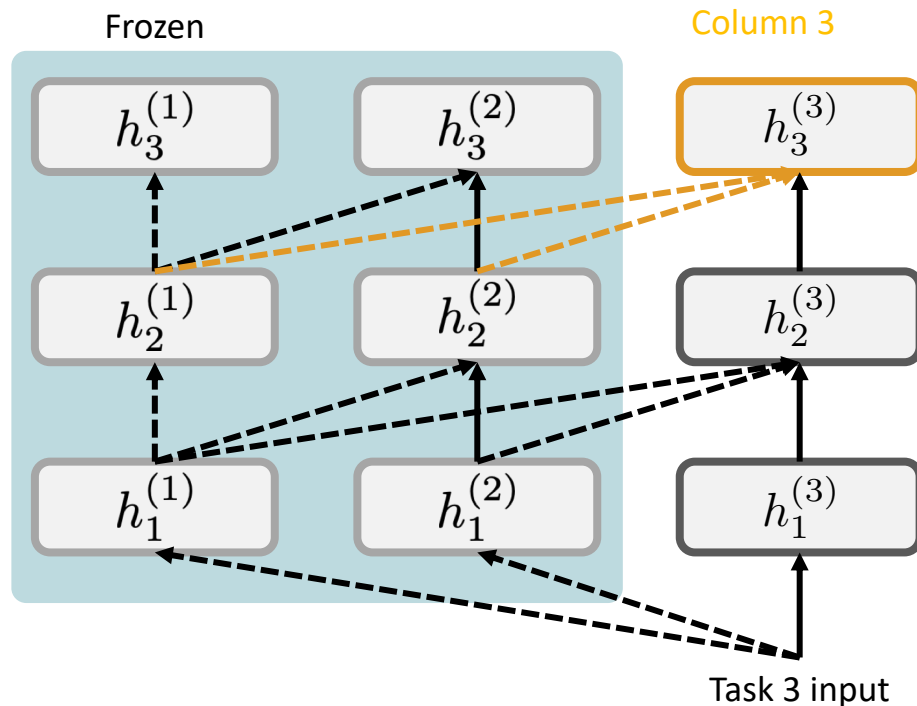 Frozen
Column 3
$h_3^{(1)}$ $h_3^{(2)}$ $h_3^{(3)}$
$h_2^{(1)}$ $h_2^{(2)}$ $h_2^{(3)}$
$h_1^{(1)}$ $h_1^{(2)}$ $h_1^{(3)}$
Task 3 input